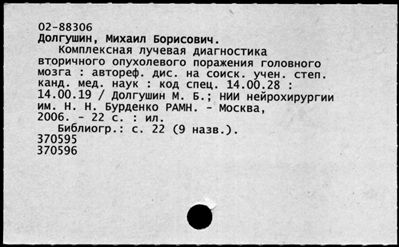 02-88306
Долгушин, Михаил Борисович.
Комплексная лучевая диагностика
вторичного опухолевого поражения головного
мозга : автореф. дис. на соиск. учен. степ.
канд. мед. наук : код спец. 14.00.28 :
14.00.19 / Долгушин М. Б.; НИИ нейрохирургии
им. Н. Н. Бурденко РАМН. - Москва,
2006. - 22 с. : ил.
Библиогр.: с. 22 (9 назв.).
370595
370596